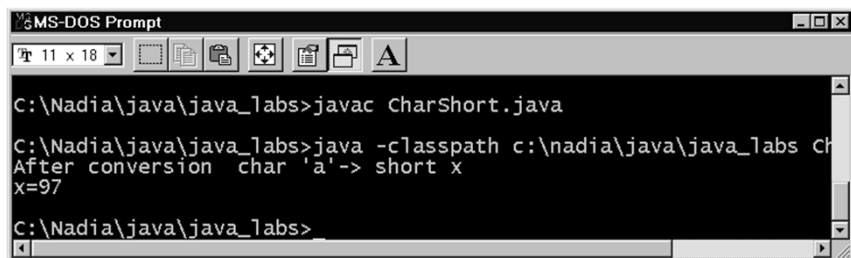 MS-DOS Prompt
11 x 18
A
C:\Nadia\java\java_labs>javac CharShort.java
C:\Nadia\java\java_labs>java -classpath c:\nadia\java\java_labs Ch
After conversion  char 'a'-> short x
x=97
C:\Nadia\java\java_labs>_